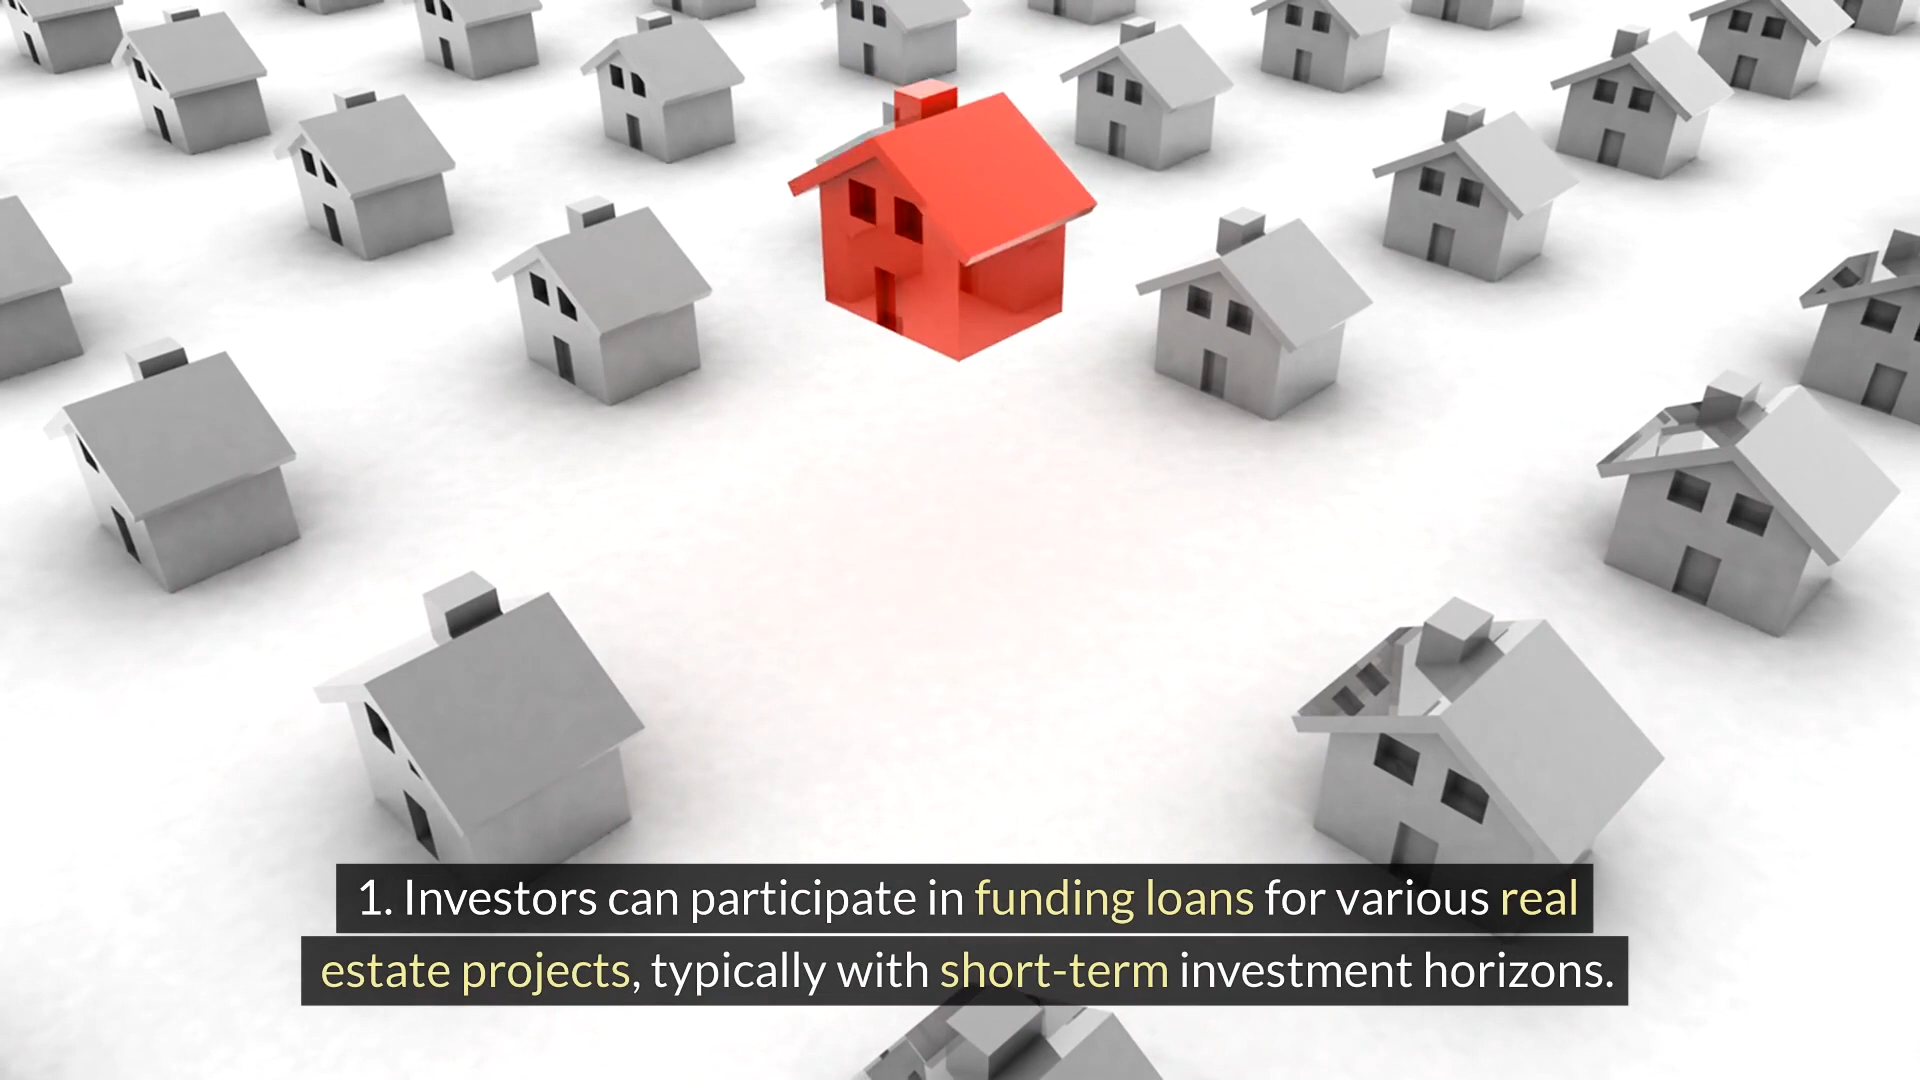 1. Investors can participate in funding loans for various real
estate projects, typically with short-term investment horizons.